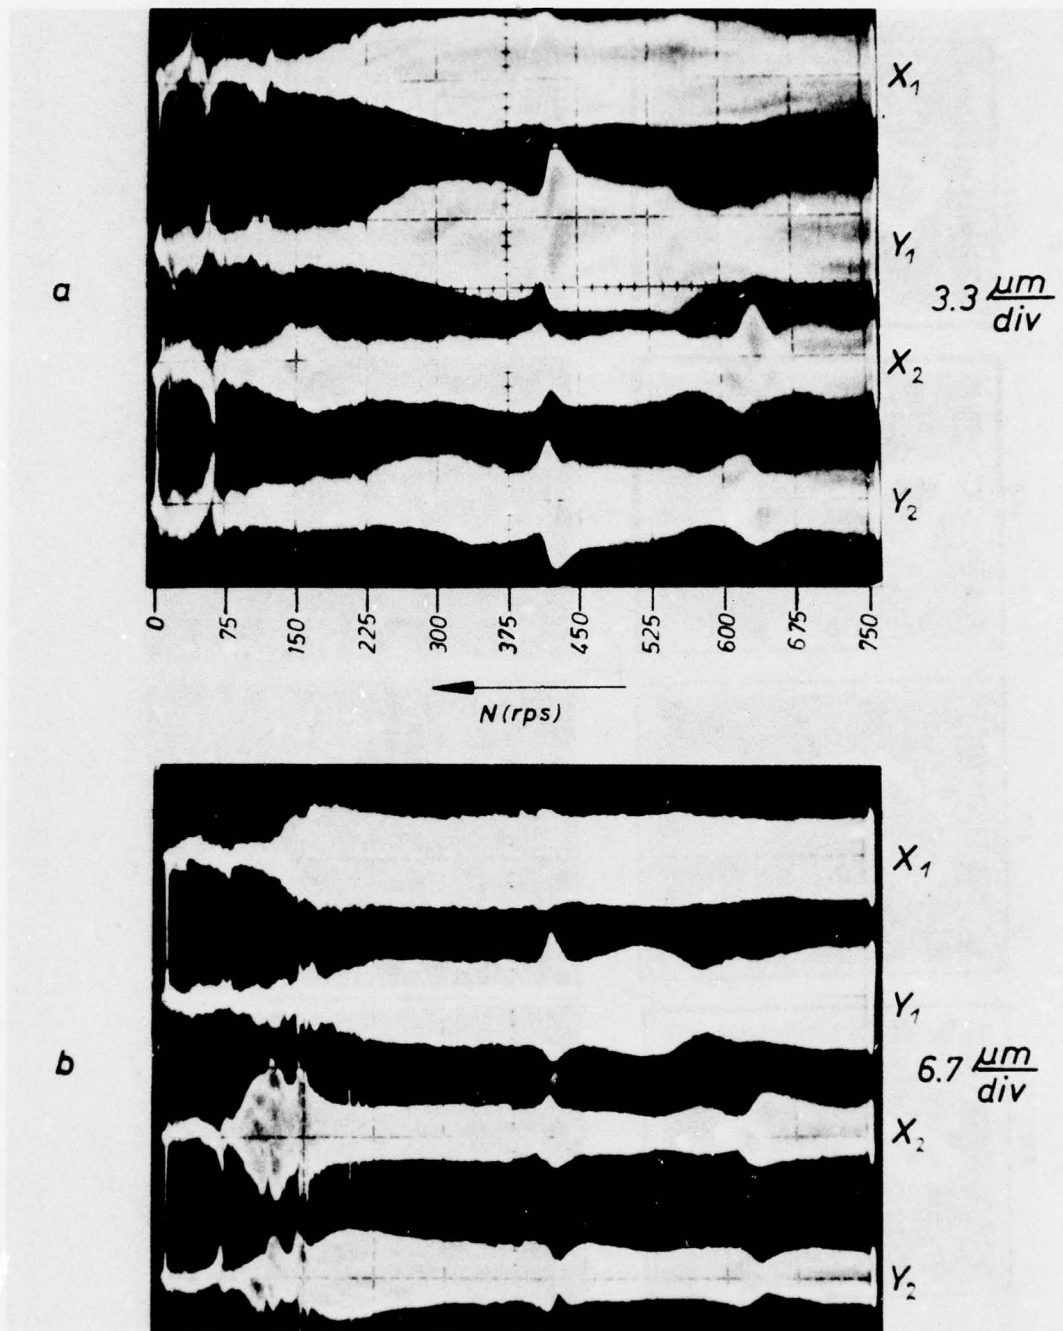 X₁
Y₁
a
3.3 μm/div
X₂
Y₂
0 75 150 225 300 375 450 525 600 675 750
N (rps)
X₁
Y₁
b
6.7 μm/div
X₂
Y₂